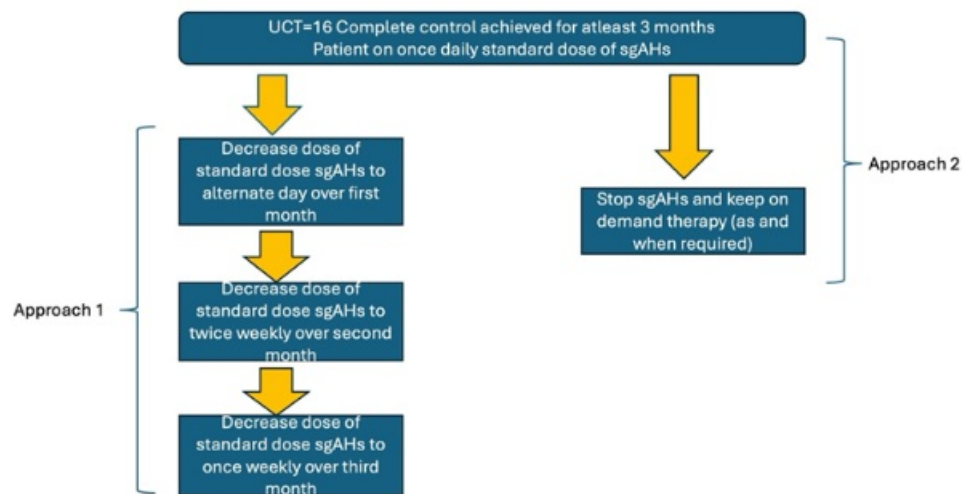 UCT=16 Complete control achieved for atleast 3 months
Patient on once daily standard dose of sgAHs
Decrease dose of
standard dose sgAHs to
alternate day over first
month
Decrease dose of
standard dose sgAHs to
twice weekly over second
month
Decrease dose of
standard dose sgAHs to
once weekly over third
month
Approach 1
Stop sgAHs and keep on
demand therapy (as and
when required)
Approach 2